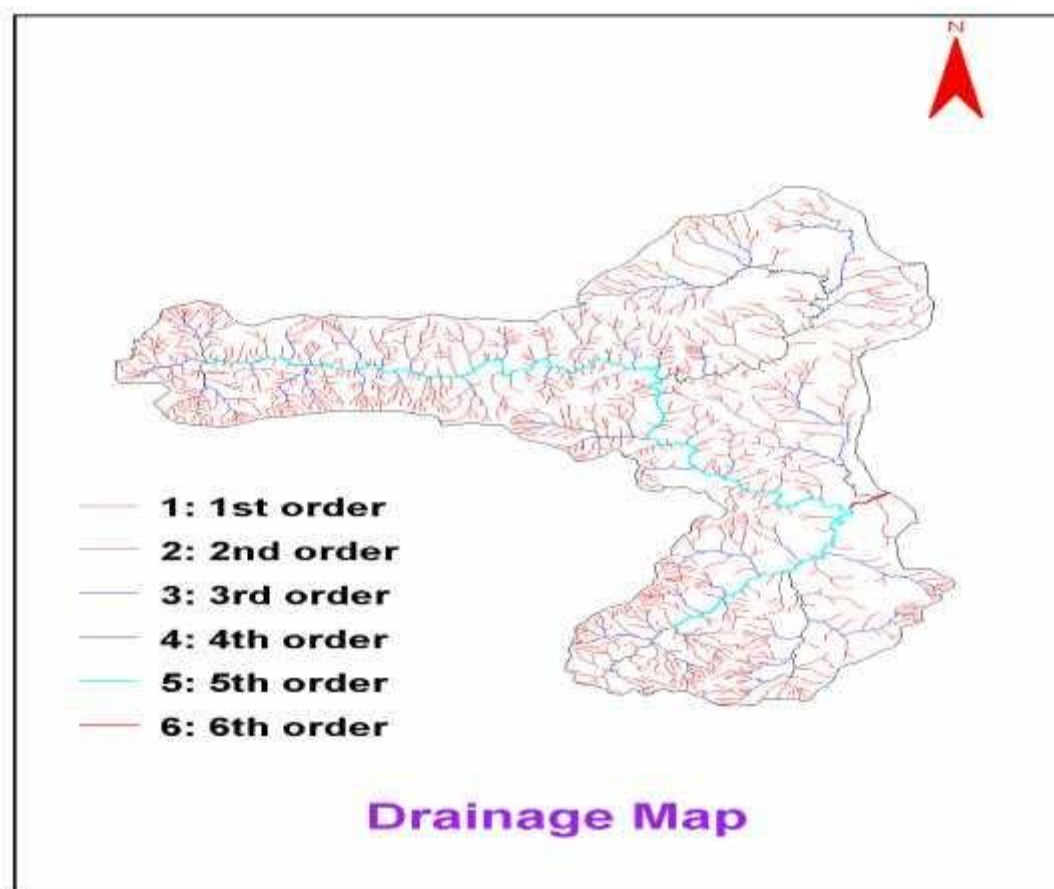 N
1: 1st order
2: 2nd order
3: 3rd order
4: 4th order
5: 5th order
6: 6th order
Drainage Map